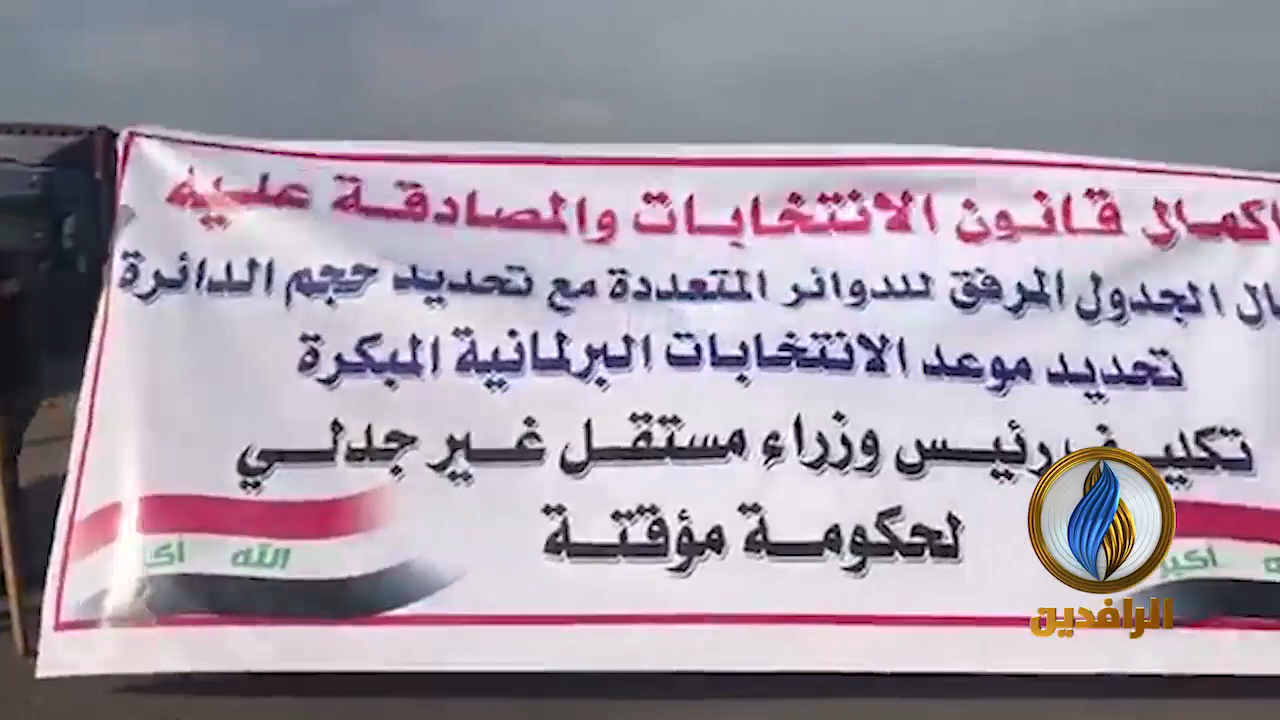 اكمال قانون الانتخابات والمصادقة عليه
ال الجدول المرفق للدوائر المتعددة مع تحديد حجم الدائرة
تحديد موعد الانتخابات البرلمانية المبكرة
تكليف رئيس وزراء مستقل غير جدلي
لحكومة مؤقتة
الله اكبر
الرافدين